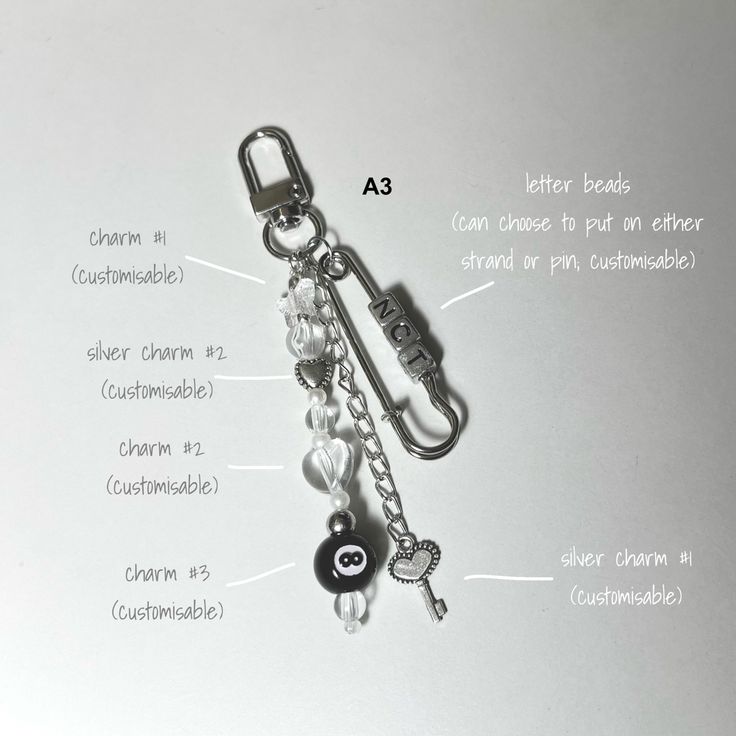 A3
letter beads
(can choose to put on either
strand or pin; customisable)
charm #1
(customisable)
NCT
silver charm #2
(customisable)
charm #2
(customisable)
8
charm #3
(customisable)
silver charm #1
(customisable)